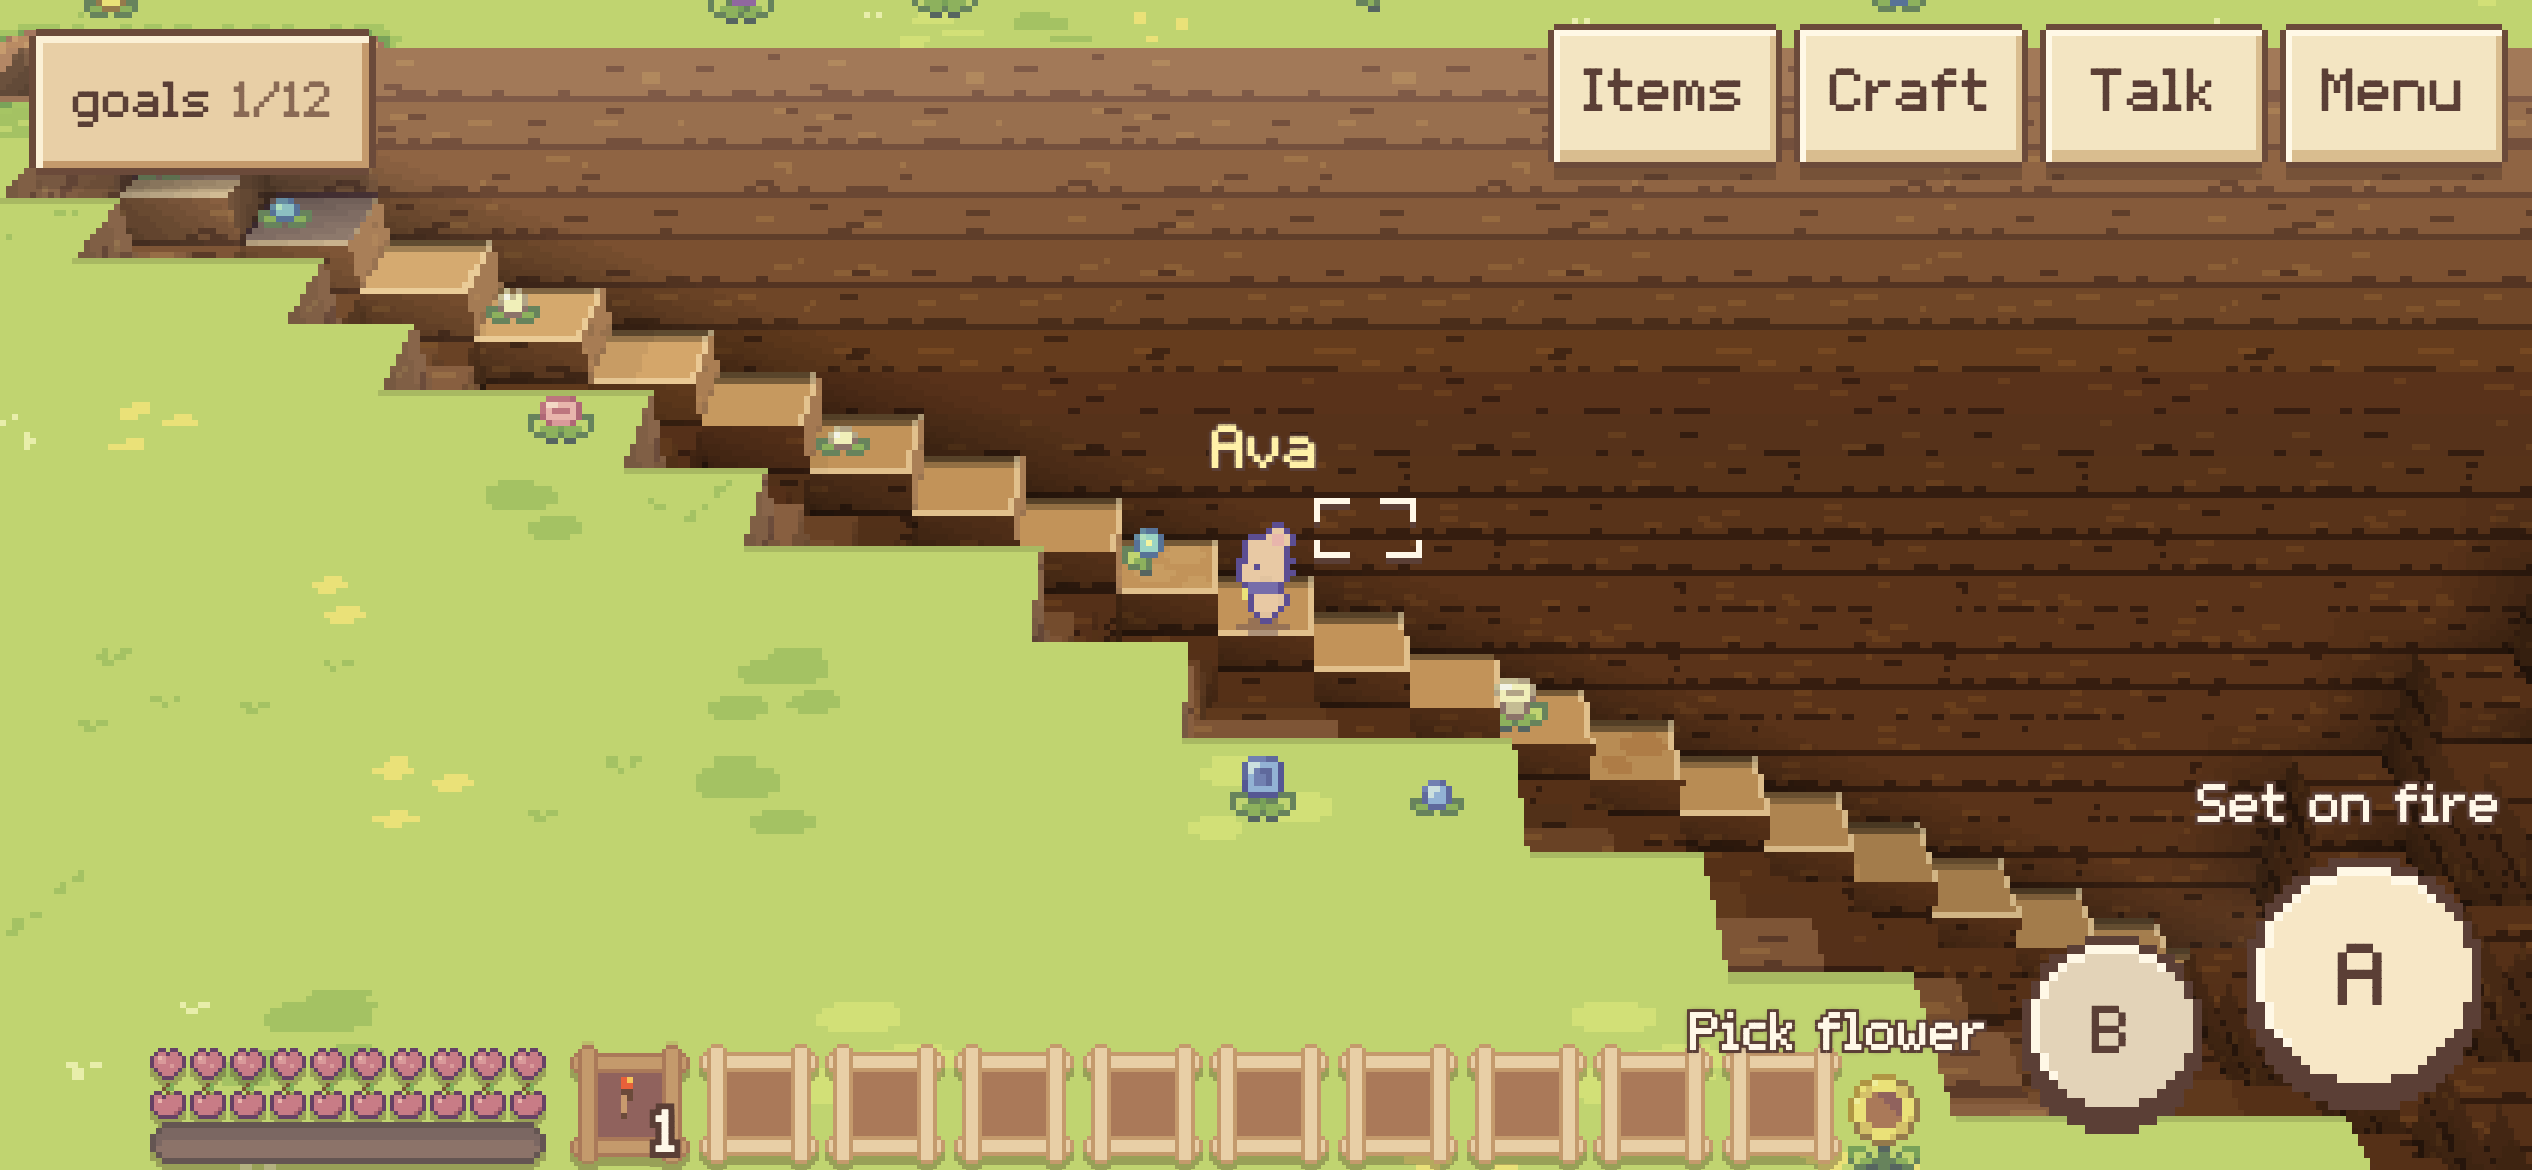 goals 1/12
Items
Craft
Talk
Menu
Ava
Set on fire
A
B
Pick flower
1